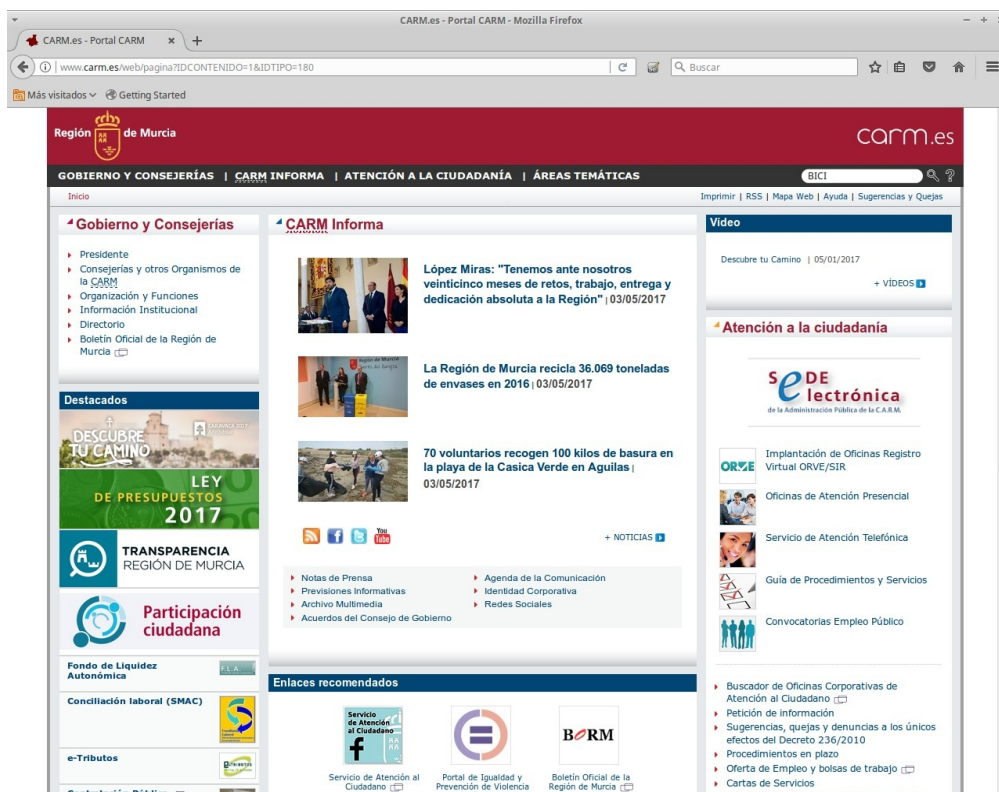 CARM.es - Portal CARM - Mozilla Firefox
CARM.es - Portal CARM
www.carm.es/web/pagina?IDCONTENIDO=1&IDTIPO=180
Buscar
Más visitados
Getting Started
Región de Murcia
carm.es
GOBIERNO Y CONSEJERÍAS | CARM INFORMA | ATENCIÓN A LA CIUDADANÍA | ÁREAS TEMÁTICAS
BICI
Inicio
Imprimir | RSS | Mapa Web | Ayuda | Sugerencias y Quejas
Gobierno y Consejerías
Presidente
Consejerías y otros Organismos de
la CARM
Organización y Funciones
Información Institucional
Directorio
Boletín Oficial de la Región de
Murcia
Destacados
DESCUBRE
TU CAMINO
LEY
DE PRESUPUESTOS
2017
TRANSPARENCIA
REGIÓN DE MURCIA
Participación
ciudadana
Fondo de Liquidez
Autonómica
F.L.A.
Conciliación laboral (SMAC)
e-Tributos
CARM Informa
López Miras: "Tenemos ante nosotros
veinticinco meses de retos, trabajo, entrega y
dedicación absoluta a la Región" | 03/05/2017
La Región de Murcia recicla 36.069 toneladas
de envases en 2016 | 03/05/2017
70 voluntarios recogen 100 kilos de basura en
la playa de la Casica Verde en Aguilas |
03/05/2017
You
Tube
+ NOTICIAS
Notas de Prensa
Previsiones Informativas
Archivo Multimedia
Acuerdos del Consejo de Gobierno
Agenda de la Comunicación
Identidad Corporativa
Redes Sociales
Enlaces recomendados
Servicio
de Atención
al Ciudadano
BORM
Servicio de Atención al
Ciudadano
Portal de Igualdad y
Prevención de Violencia
Boletín Oficial de la
Región de Murcia
Vídeo
Descubre tu Camino | 05/01/2017
+ VÍDEOS
Atención a la ciudadanía
SeDE
electrónica
de la Administración Pública de la C.A.R.M.
ORVE
Implantación de Oficinas Registro
Virtual ORVE/SIR
Oficinas de Atención Presencial
Servicio de Atención Telefónica
Guía de Procedimientos y Servicios
Convocatorias Empleo Público
Buscador de Oficinas Corporativas de
Atención al Ciudadano
Petición de información
Sugerencias, quejas y denuncias a los únicos
efectos del Decreto 236/2010
Procedimientos en plazo
Oferta de Empleo y bolsas de trabajo
Cartas de Servicios